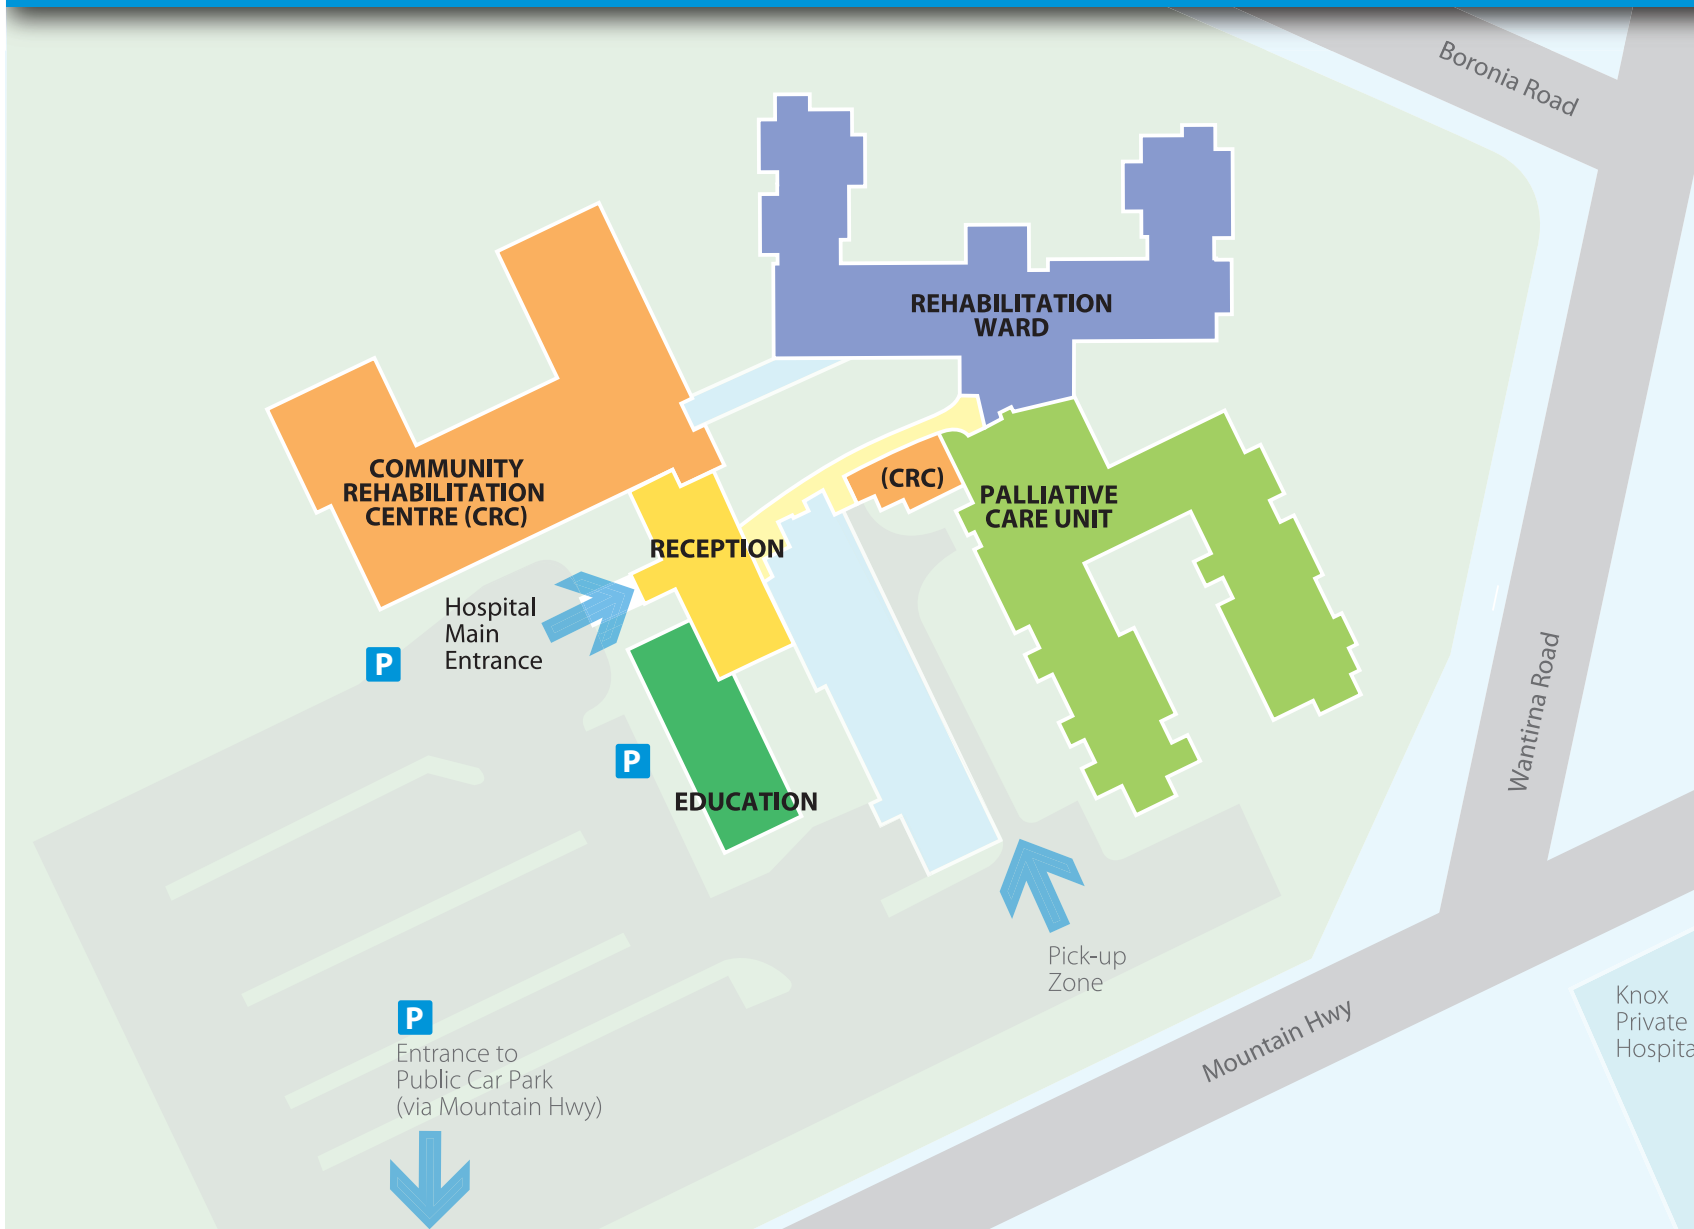 Boronia Road
REHABILITATION
WARD
COMMUNITY
REHABILITATION
CENTRE (CRC)
(CRC)
PALLIATIVE
CARE UNIT
RECEPTION
Hospital
Main
Entrance
P
P
EDUCATION
Wantirna Road
Pick-up
Zone
Knox
Private
Hospita
Mountain Hwy
P
Entrance to
Public Car Park
(via Mountain Hwy)